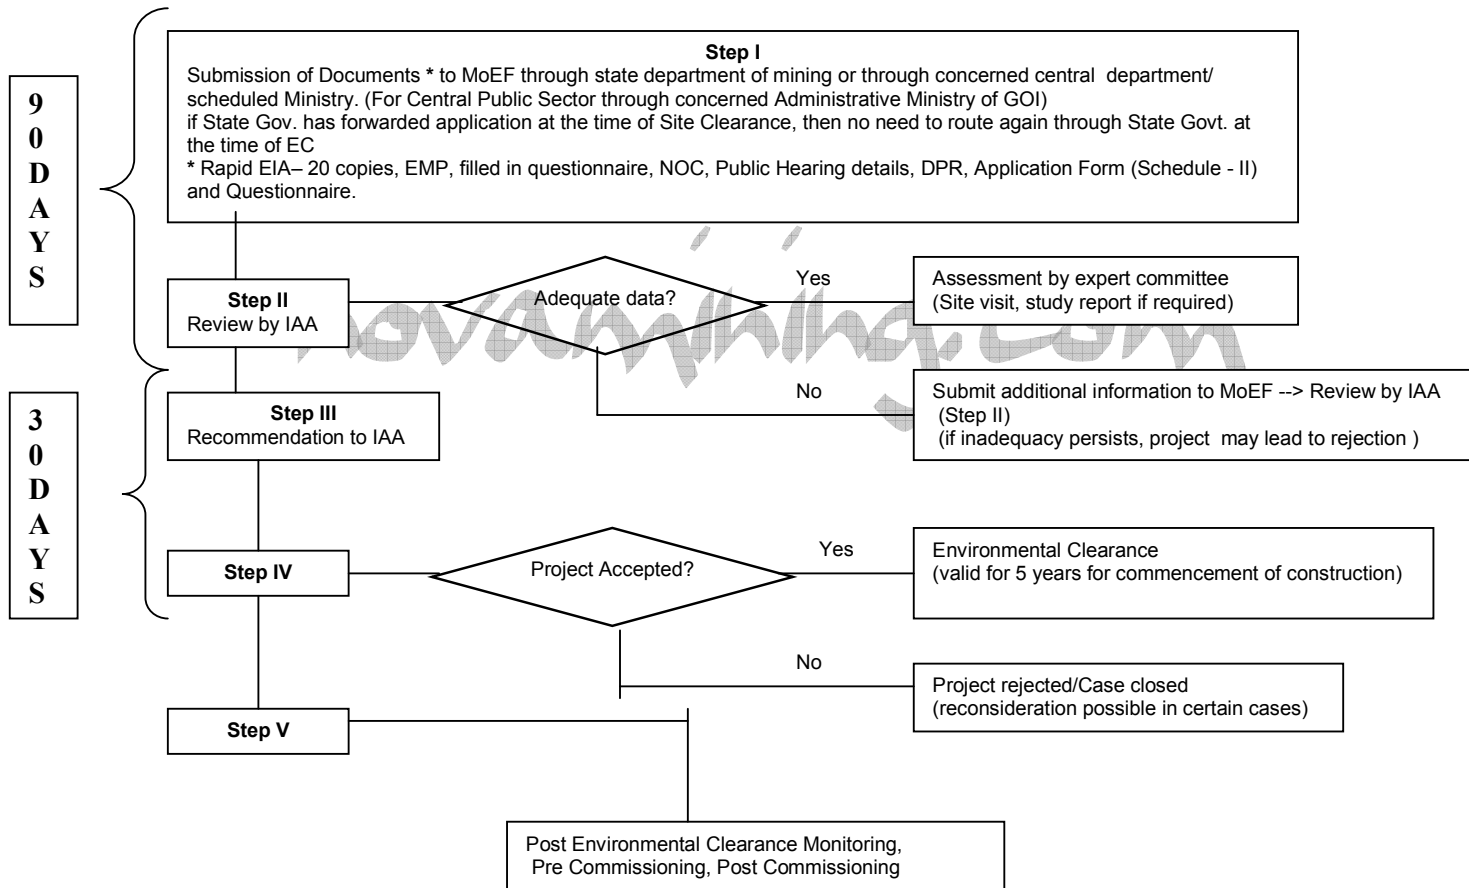 Step I
Submission of Documents * to MoEF through state department of mining or through concerned central department/
scheduled Ministry. (For Central Public Sector through concerned Administrative Ministry of GOI)
if State Gov. has forwarded application at the time of Site Clearance, then no need to route again through State Govt. at
the time of EC
* Rapid EIA– 20 copies, EMP, filled in questionnaire, NOC, Public Hearing details, DPR, Application Form (Schedule - II)
and Questionnaire.
9
0
D
A
Y
S
Step II
Review by IAA
Adequate data?
Yes
Assessment by expert committee
(Site visit, study report if required)
novamining.com
No
Submit additional information to MoEF --> Review by IAA
(Step II)
(if inadequacy persists, project may lead to rejection )
Step III
Recommendation to IAA
3
0
D
A
Y
S
Step IV
Project Accepted?
Yes
Environmental Clearance
(valid for 5 years for commencement of construction)
No
Project rejected/Case closed
(reconsideration possible in certain cases)
Step V
Post Environmental Clearance Monitoring,
Pre Commissioning, Post Commissioning